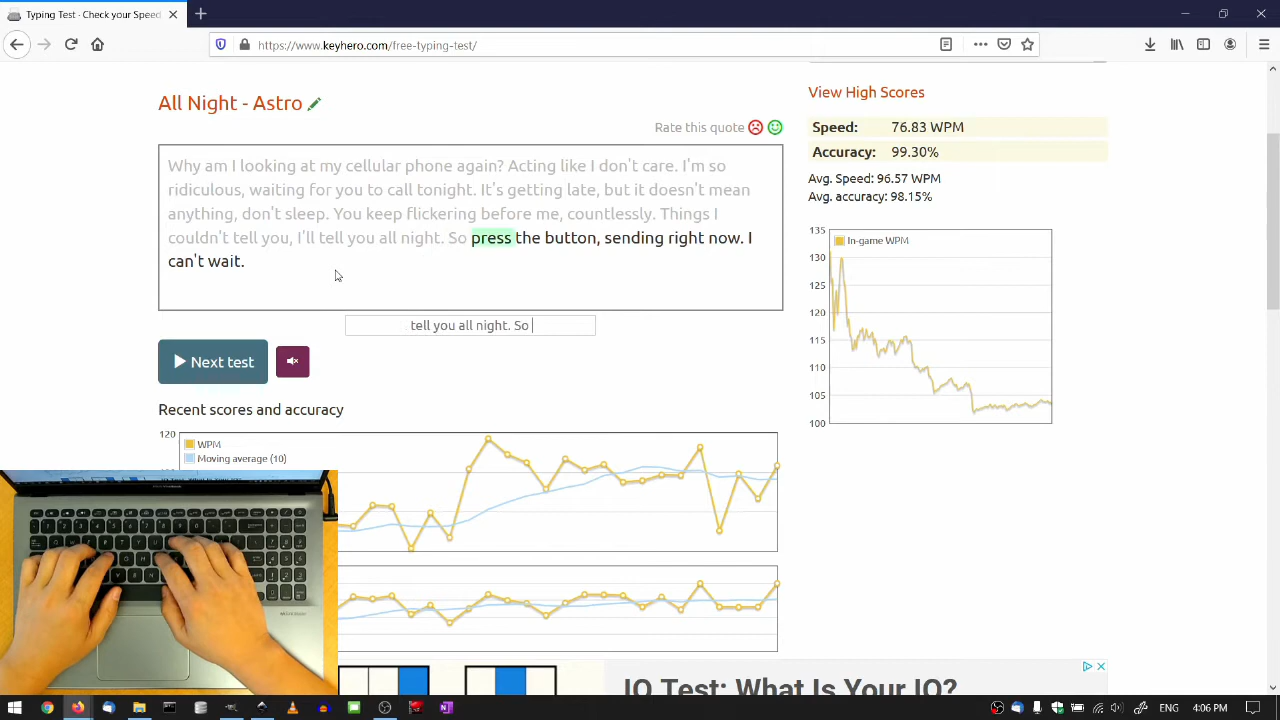 Typing Test - Check your Speed
https://www.keyhero.com/free-typing-test/
All Night - Astro
Rate this quote
Why am I looking at my cellular phone again? Acting like I don't care. I'm so
ridiculous, waiting for you to call tonight. It's getting late, but it doesn't mean
anything, don't sleep. You keep flickering before me, countlessly. Things I
couldn't tell you, I'll tell you all night. So press the button, sending right now. I
can't wait.
tell you all night. So
Next test
Recent scores and accuracy
120
WPM
Moving average (10)
View High Scores
Speed: 76.83 WPM
Accuracy: 99.30%
Avg. Speed: 96.57 WPM
Avg. accuracy: 98.15%
135
130
125
120
115
110
105
100
In-game WPM
IQ Test: What Is Your IQ?
ENG
4:06 PM